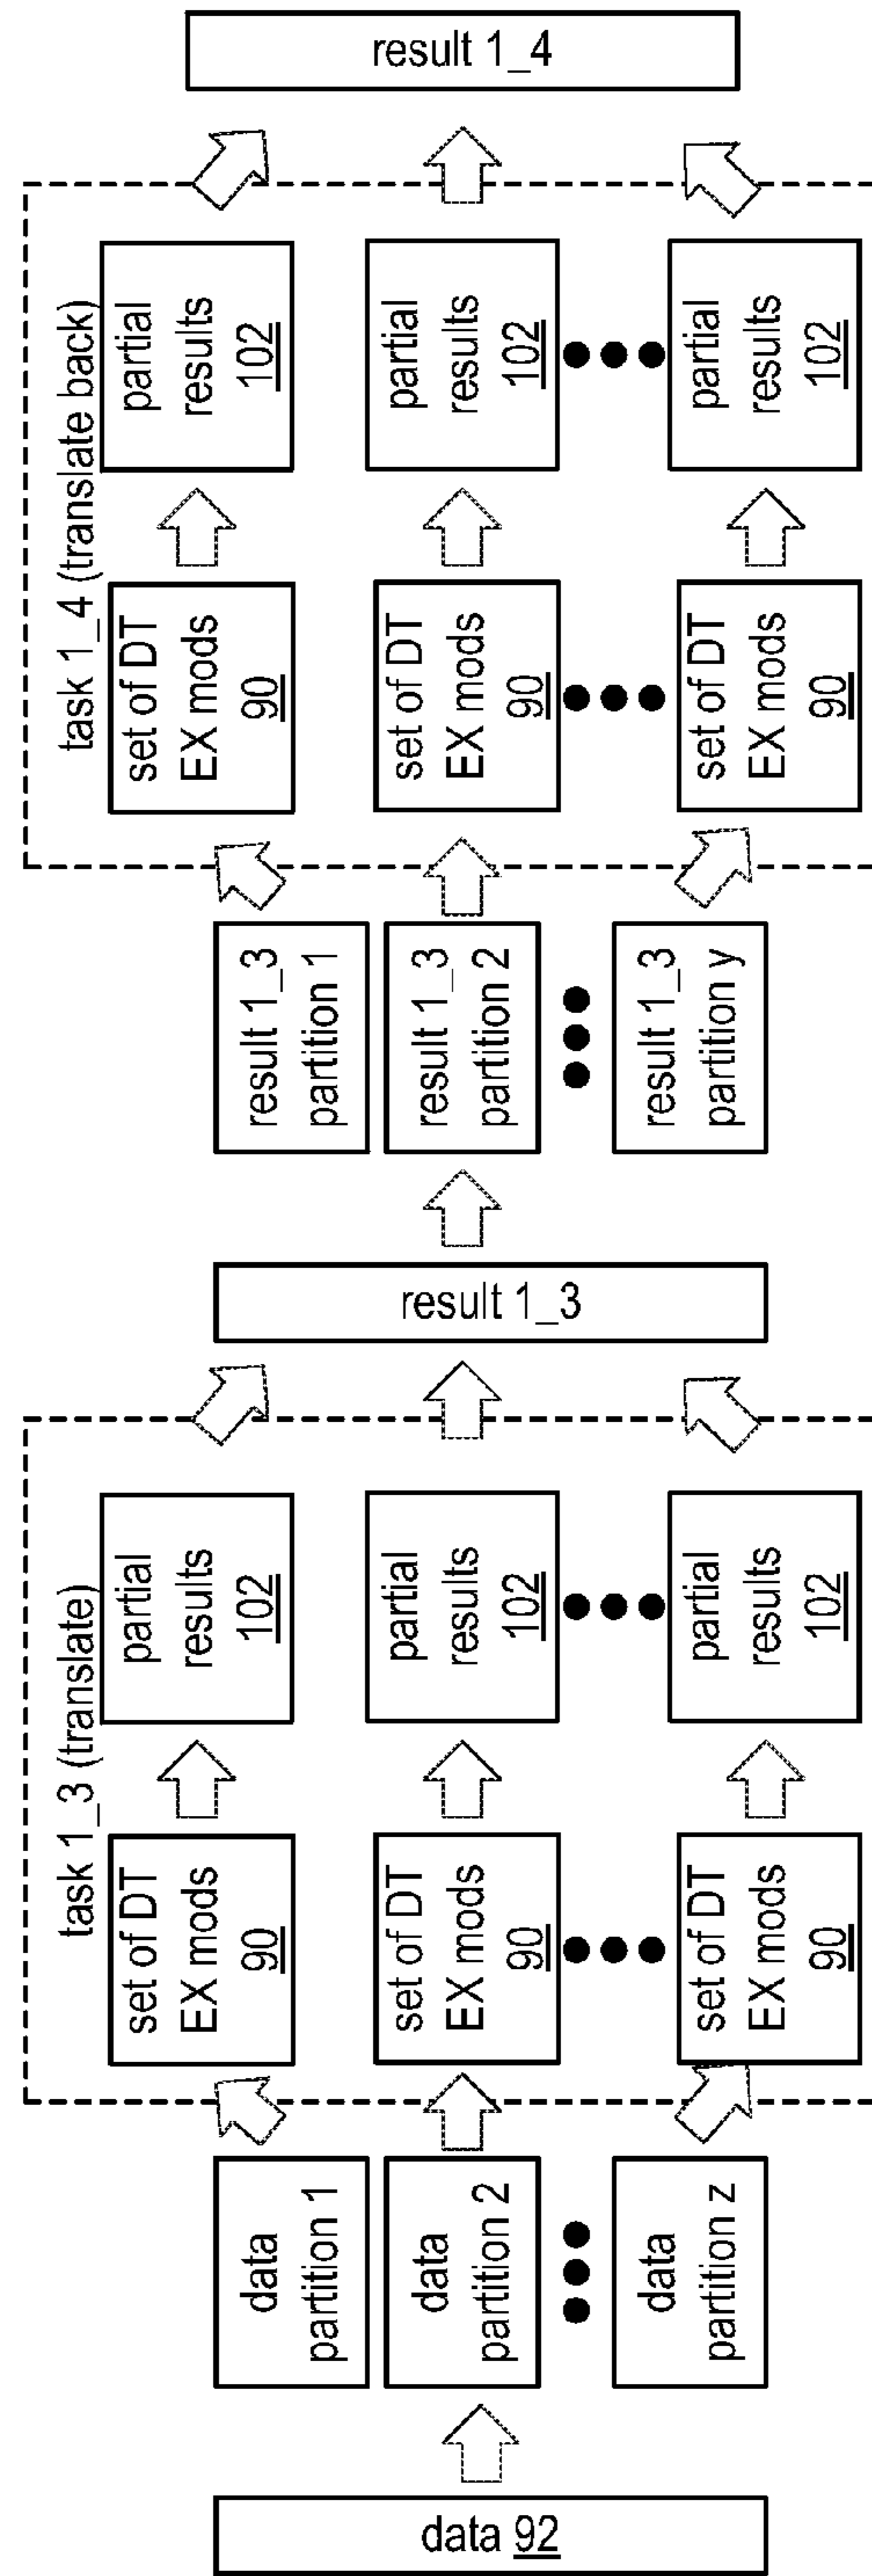 data 92
data
partition 1
data
partition 2
data
partition z
task 1_3 (translate)
set of DT
EX mods
90
set of DT
EX mods
90
set of DT
EX mods
90
partial
results
102
partial
results
102
partial
results
102
result 1_3
result 1_3
partition 1
result 1_3
partition 2
result 1_3
partition y
task 1_4 (translate back)
set of DT
EX mods
90
set of DT
EX mods
90
set of DT
EX mods
90
partial
results
102
partial
results
102
partial
results
102
result 1_4